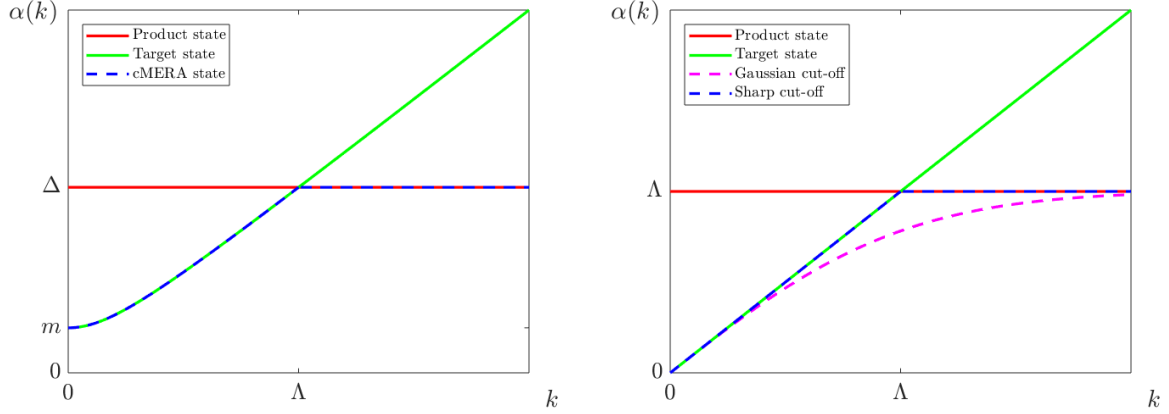 α(k)
Product state
Target state
cMERA state
Δ
m
0
0
Λ
k
α(k)
Product state
Target state
Gaussian cut-off
Sharp cut-off
Λ
0
0
Λ
k